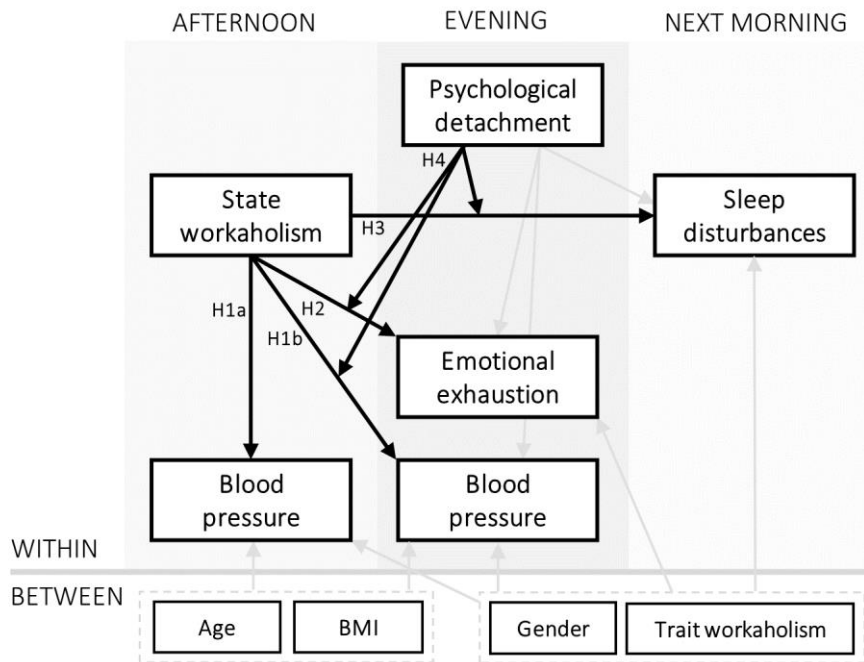 AFTERNOON
EVENING
NEXT MORNING
Psychological
detachment
H4
State
workaholism
H3
Sleep
disturbances
H1a
H2
H1b
Emotional
exhaustion
Blood
pressure
Blood
pressure
WITHIN
BETWEEN
Age
BMI
Gender
Trait workaholism